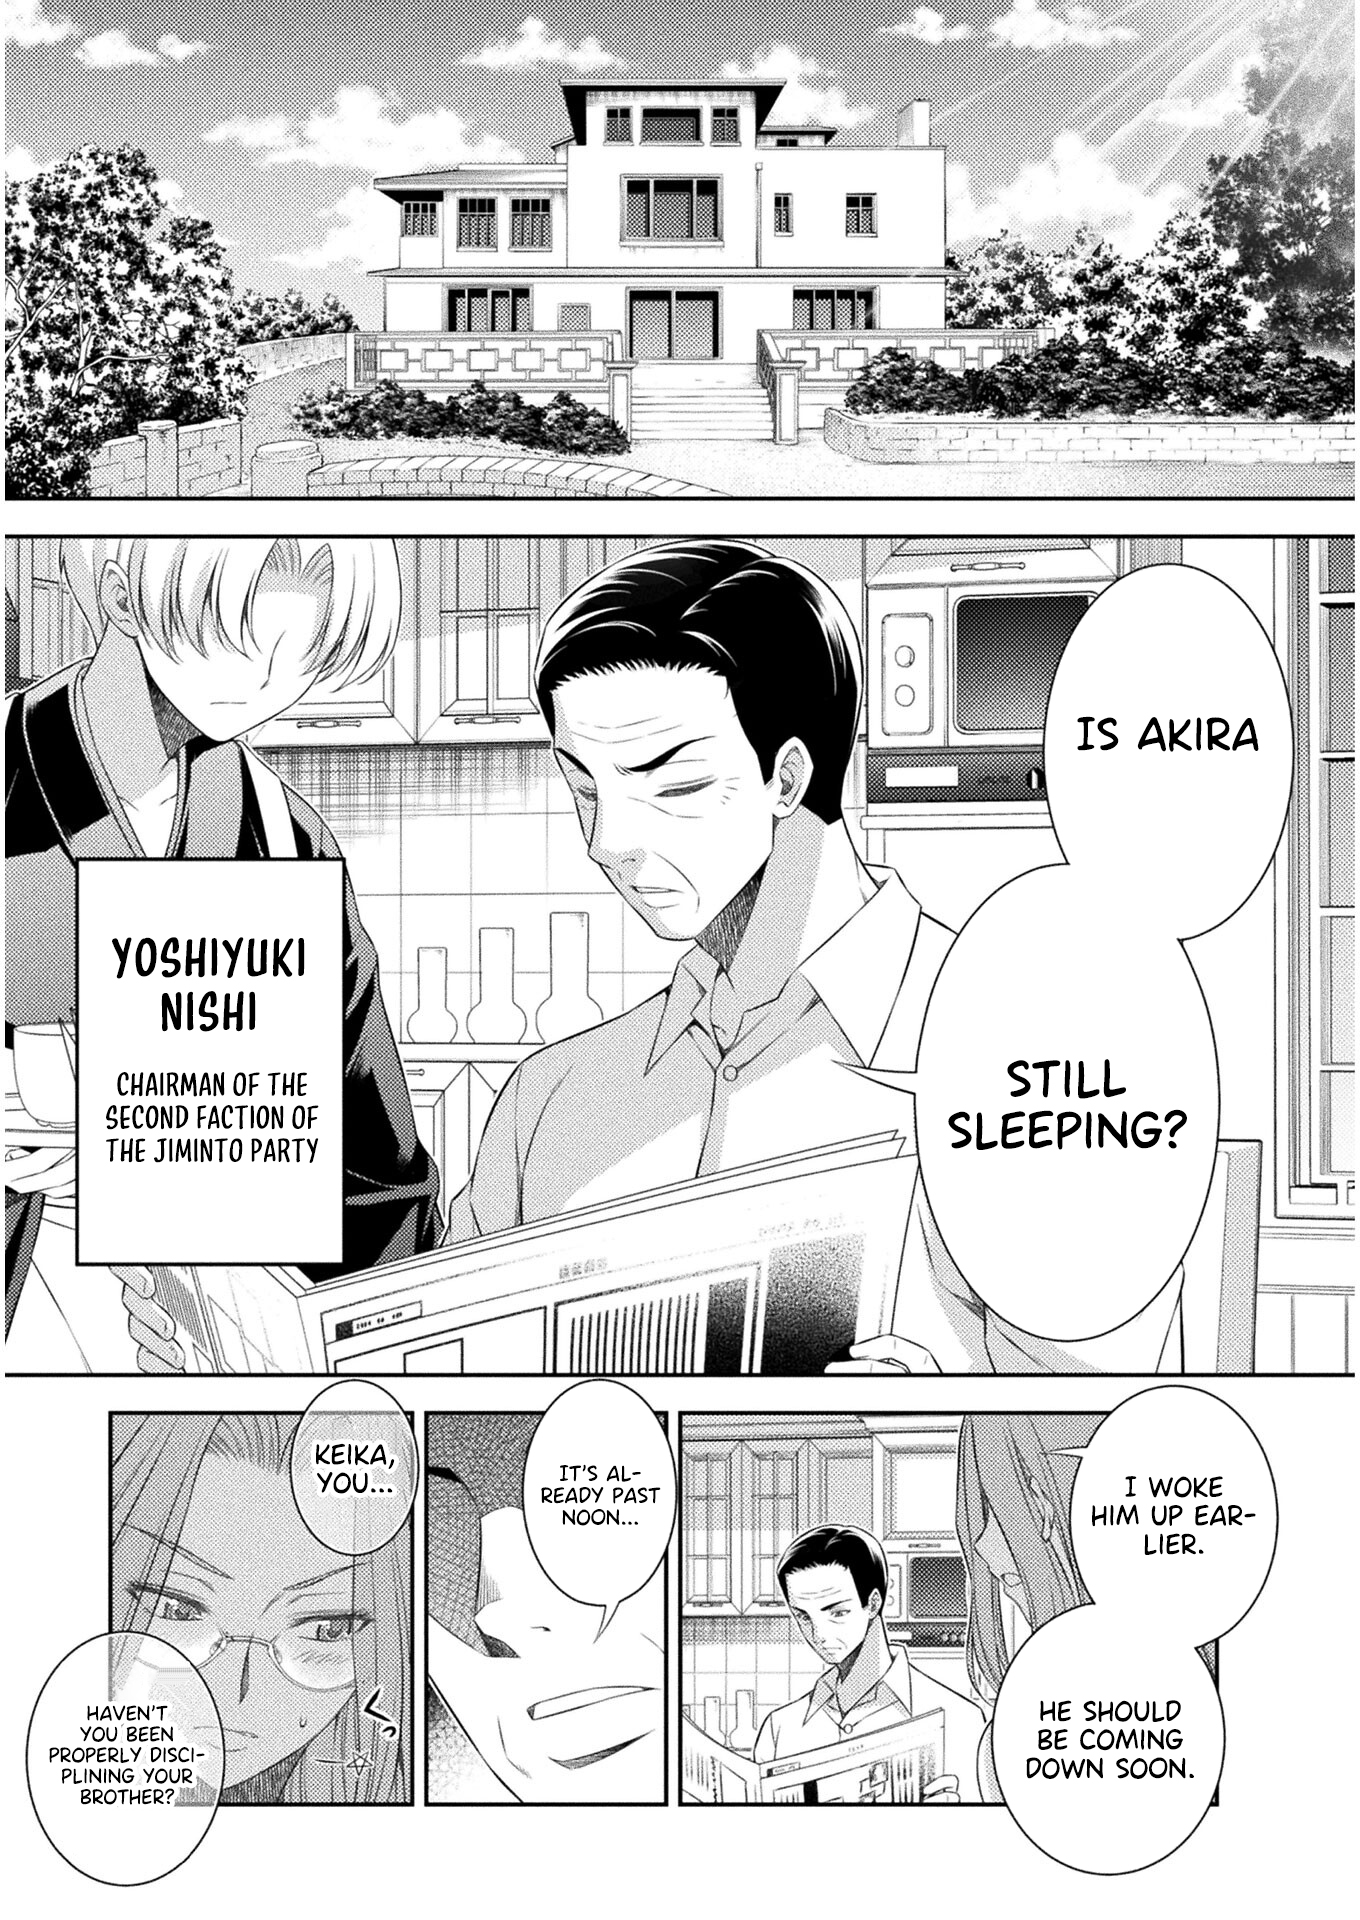 IS AKIRA
STILL
SLEEPING?
YOSHIYUKI
NISHI
CHAIRMAN OF THE
SECOND FACTION OF
THE JIMINTO PARTY
I WOKE
HIM UP EAR-
LIER.
HE SHOULD
BE COMING
DOWN SOON.
IT'S AL-
READY PAST
NOON...
KEIKA,
YOU...
HAVEN'T
YOU BEEN
PROPERLY DISCI-
PLINING YOUR
BROTHER?
くっ